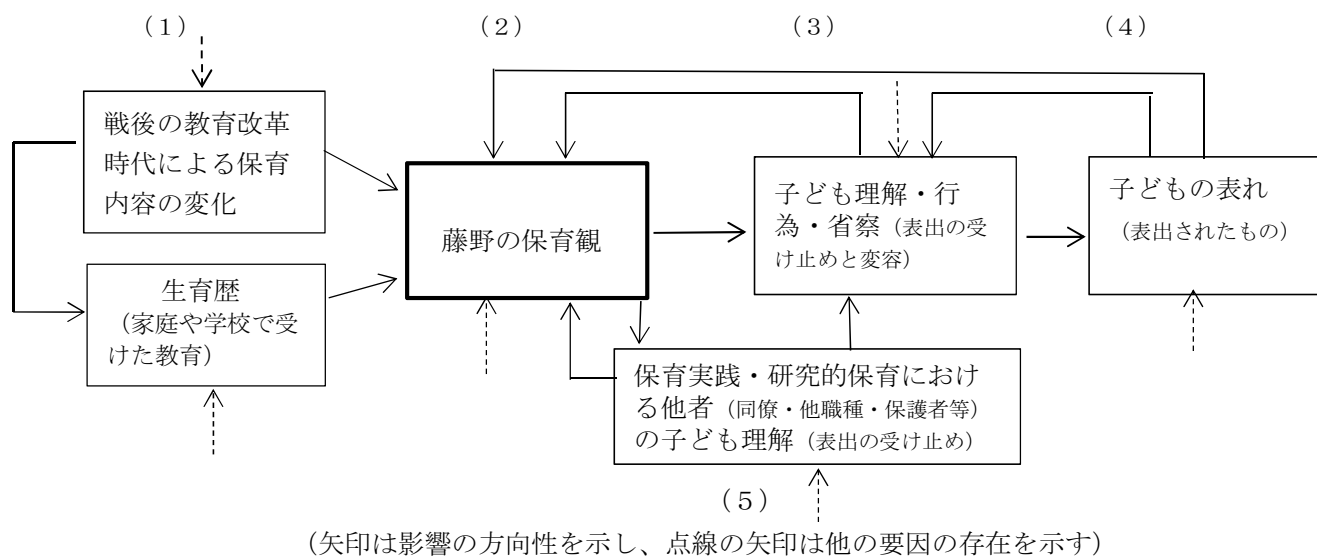 （１）
（２）
（３）
（４）
戦後の教育改革
時代による保育
内容の変化
生育歴
（家庭や学校で受
けた教育）
藤野の保育観
子ども理解・行
為・省察（表出の受
け止めと変容）
子どもの表れ
（表出されたもの）
保育実践・研究的保育におけ
る他者（同僚・他職種・保護者等）
の子ども理解（表出の受け止め）
（５）
（矢印は影響の方向性を示し、点線の矢印は他の要因の存在を示す）